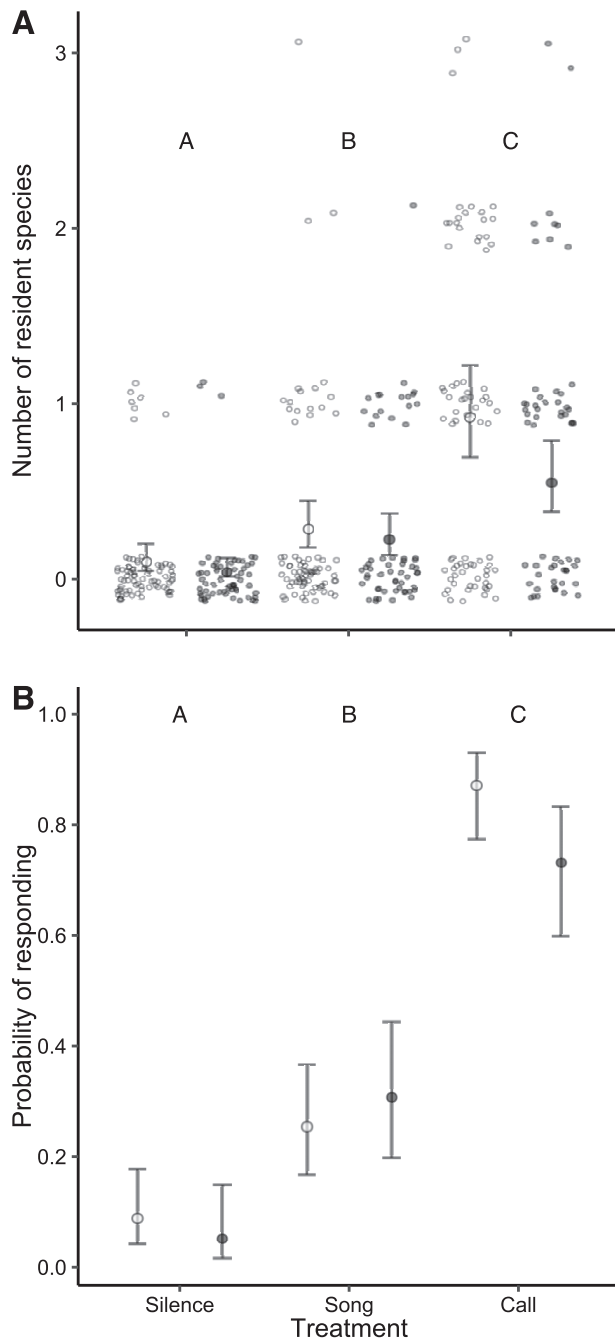 A
3
A
B
C
2
Number of resident species
1
0
B
1.0
A
B
C
0.8
Probability of responding
0.6
0.4
0.2
0.0
Silence
Song
Call
Treatment